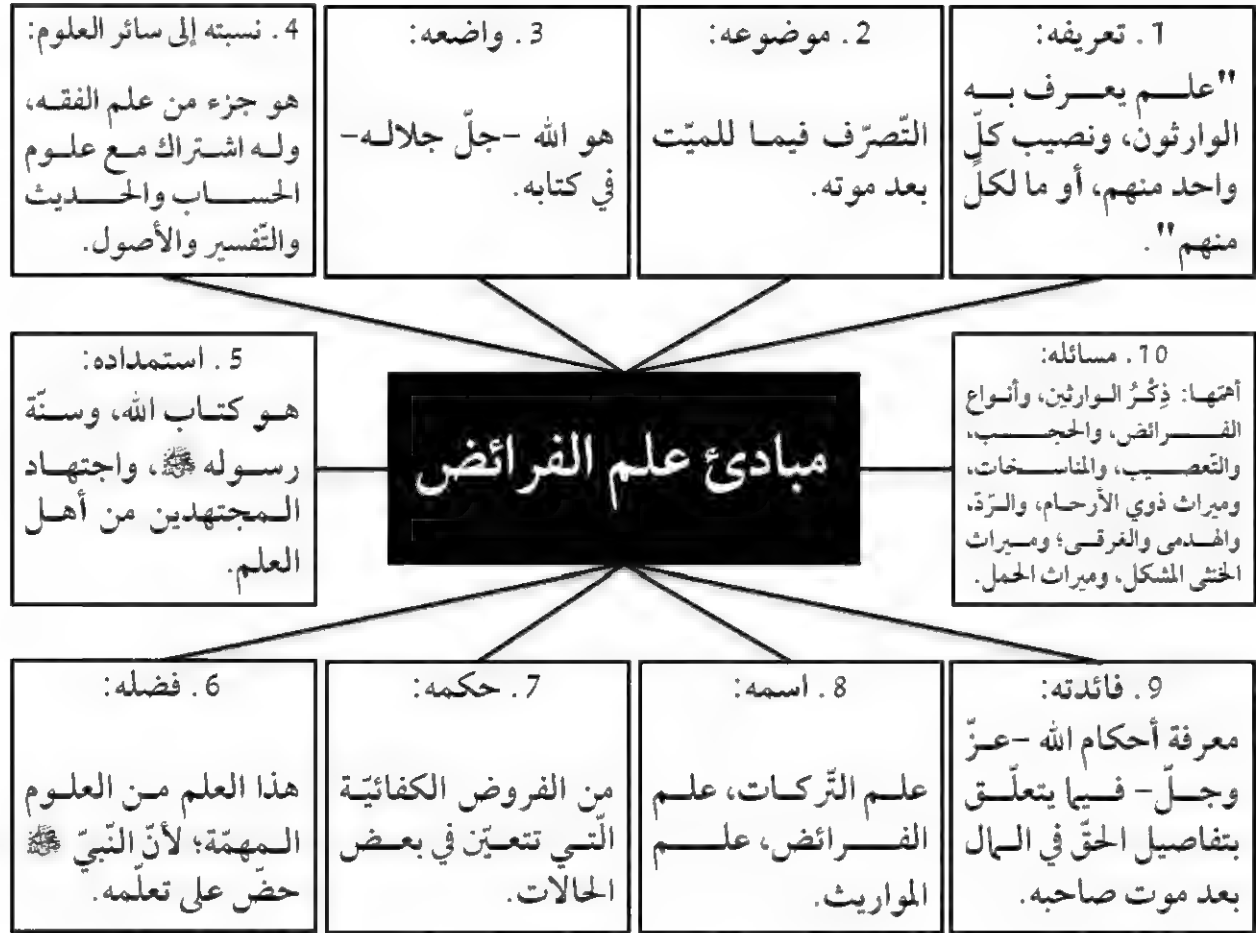 1. تعريفه:
"علم يعرف به
الوارثون، ونصيب كلّ
واحد منهم، أو ما لكلّ
منهم".
2. موضوعه:
التّصرّف فيما للميّت
بعد موته.
3. واضعه:
هو الله -جلّ جلاله-
في كتابه.
4. نسبته إلى سائر العلوم:
هو جزء من علم الفقه،
وله اشتراك مع علوم
الحساب والحديث
والتّفسير والأصول.
مبادئ علم الفرائض
5. استمداده:
هو كتاب الله، وسنّة
رسوله ﷺ، واجتهاد
المجتهدين من أهل
العلم.
6. فضله:
هذا العلم من العلوم
المهمّة؛ لأنّ النّبيّ ﷺ
حضّ على تعلّمه.
7. حكمه:
من الفروض الكفائيّة
الّتي تتعيّن في بعض
الحالات.
8. اسمه:
علم التّركات، علم
الفرائض، علم
المواريث.
9. فائدته:
معرفة أحكام الله -عزّ
وجلّ- فيما يتعلّق
بتفاصيل الحقّ في المال
بعد موت صاحبه.
10. مسائله:
أهمّها: ذِكْرُ الوارثين، وأنواع
الفرائض، والحجب،
والتّعصيب، والمناسخات،
وميراث ذوي الأرحام، والرّدّ،
والهدمى والغرقى؛ وميراث
الخنثى المشكل، وميراث الحمل.